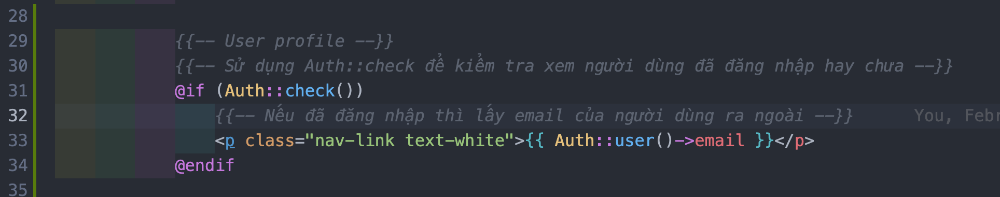 28
29 {{-- User profile --}}
30 {{-- Sử dụng Auth::check để kiểm tra xem người dùng đã đăng nhập hay chưa --}}
31 @if (Auth::check())
32 {{-- Nếu đã đăng nhập thì lấy email của người dùng ra ngoài --}} You,
33 <p class="nav-link text-white">{{ Auth::user()->email }}</p>
34 @endif
35